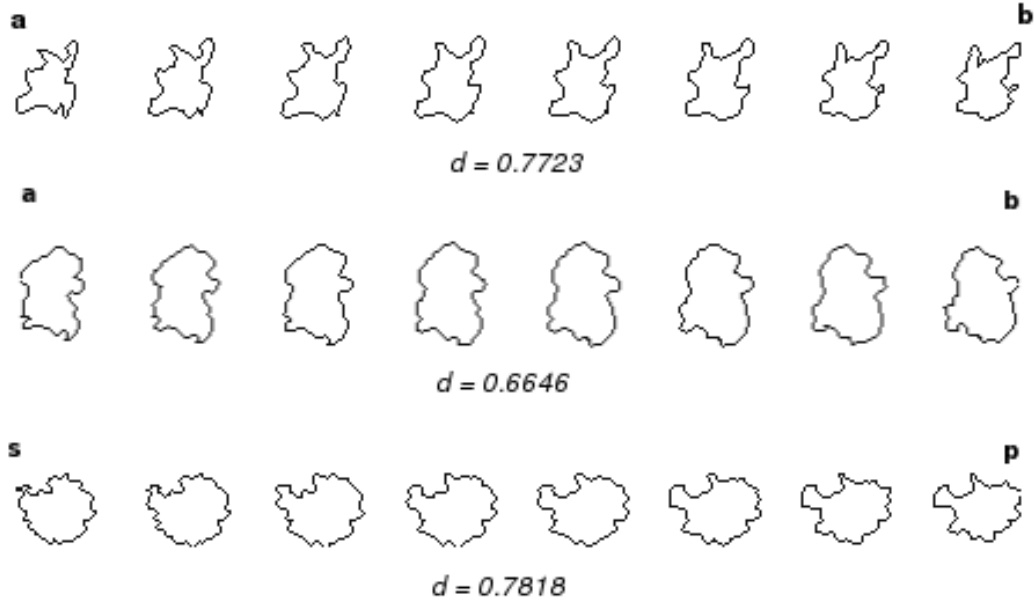 a b
d = 0.7723
a b
d = 0.6646
s p
d = 0.7818